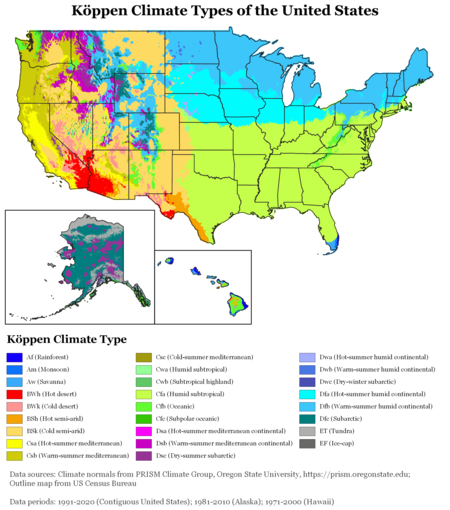 Köppen Climate Types of the United States
Köppen Climate Type
Af (Rainforest)
Am (Monsoon)
Aw (Savanna)
BWh (Hot desert)
BWk (Cold desert)
BSh (Hot semi-arid)
BSk (Cold semi-arid)
Csa (Hot-summer mediterranean)
Csb (Warm-summer mediterranean)
Csc (Cold-summer mediterranean)
Cwa (Humid subtropical)
Cwb (Subtropical highland)
Cfa (Humid subtropical)
Cfb (Oceanic)
Cfc (Subpolar oceanic)
Dsa (Hot-summer mediterranean continental)
Dsb (Warm-summer mediterranean continental)
Dsc (Dry-summer subarctic)
Dwa (Hot-summer humid continental)
Dwb (Warm-summer humid continental)
Dwc (Dry-winter subarctic)
Dfa (Hot-summer humid continental)
Dfb (Warm-summer humid continental)
Dfc (Subarctic)
ET (Tundra)
EF (Ice-cap)
Data sources: Climate normals from PRISM Climate Group, Oregon State University, https://prism.oregonstate.edu;
Outline map from US Census Bureau
Data periods: 1991-2020 (Contiguous United States); 1981-2010 (Alaska); 1971-2000 (Hawaii)